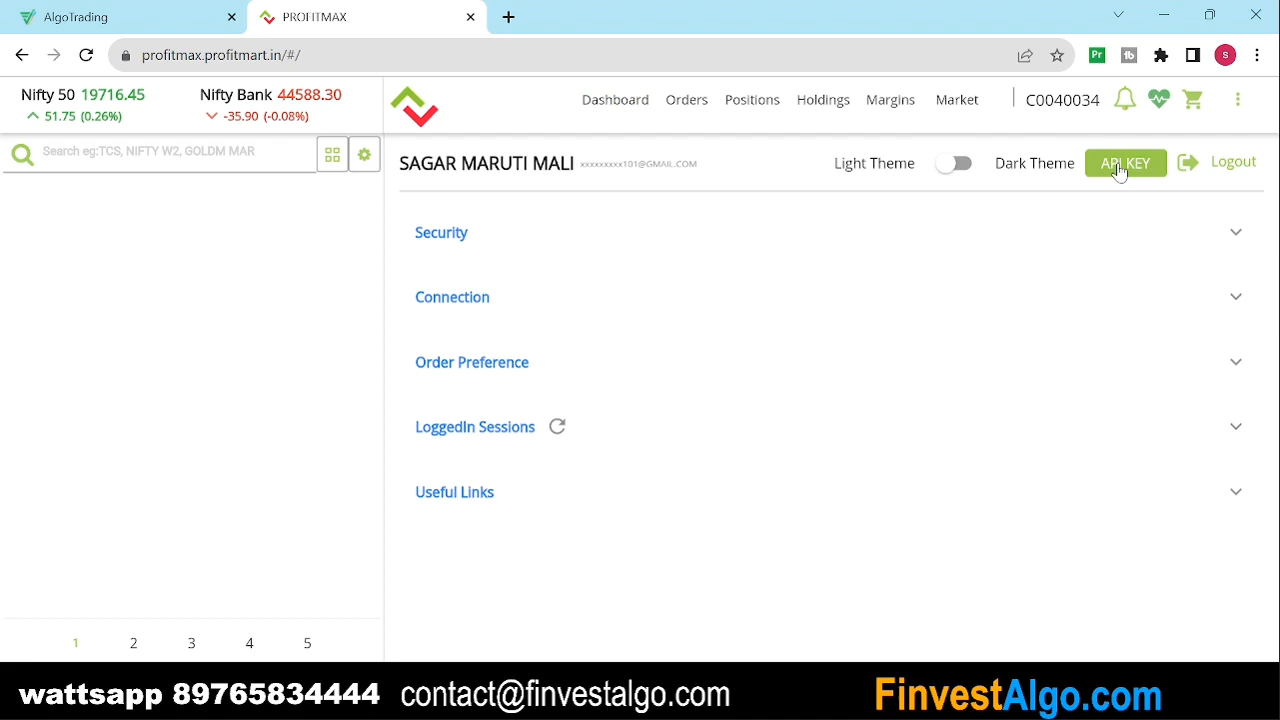 AlgoTrading
PROFITMAX
profitmax.profitmart.in/#/
Nifty 50 19716.45
51.75 (0.26%)
Nifty Bank 44588.30
-35.90 (-0.08%)
Dashboard Orders Positions Holdings Margins Market C0040034
Search eg:TCS, NIFTY W2, GOLDM MAR
SAGAR MARUTI MALI xxxxxxxxx101@GMAIL.COM
Light Theme Dark Theme API KEY Logout
Security
Connection
Order Preference
LoggedIn Sessions
Useful Links
1 2 3 4 5
wattsapp 89765834444 contact@finvestalgo.com FinvestAlgo.com